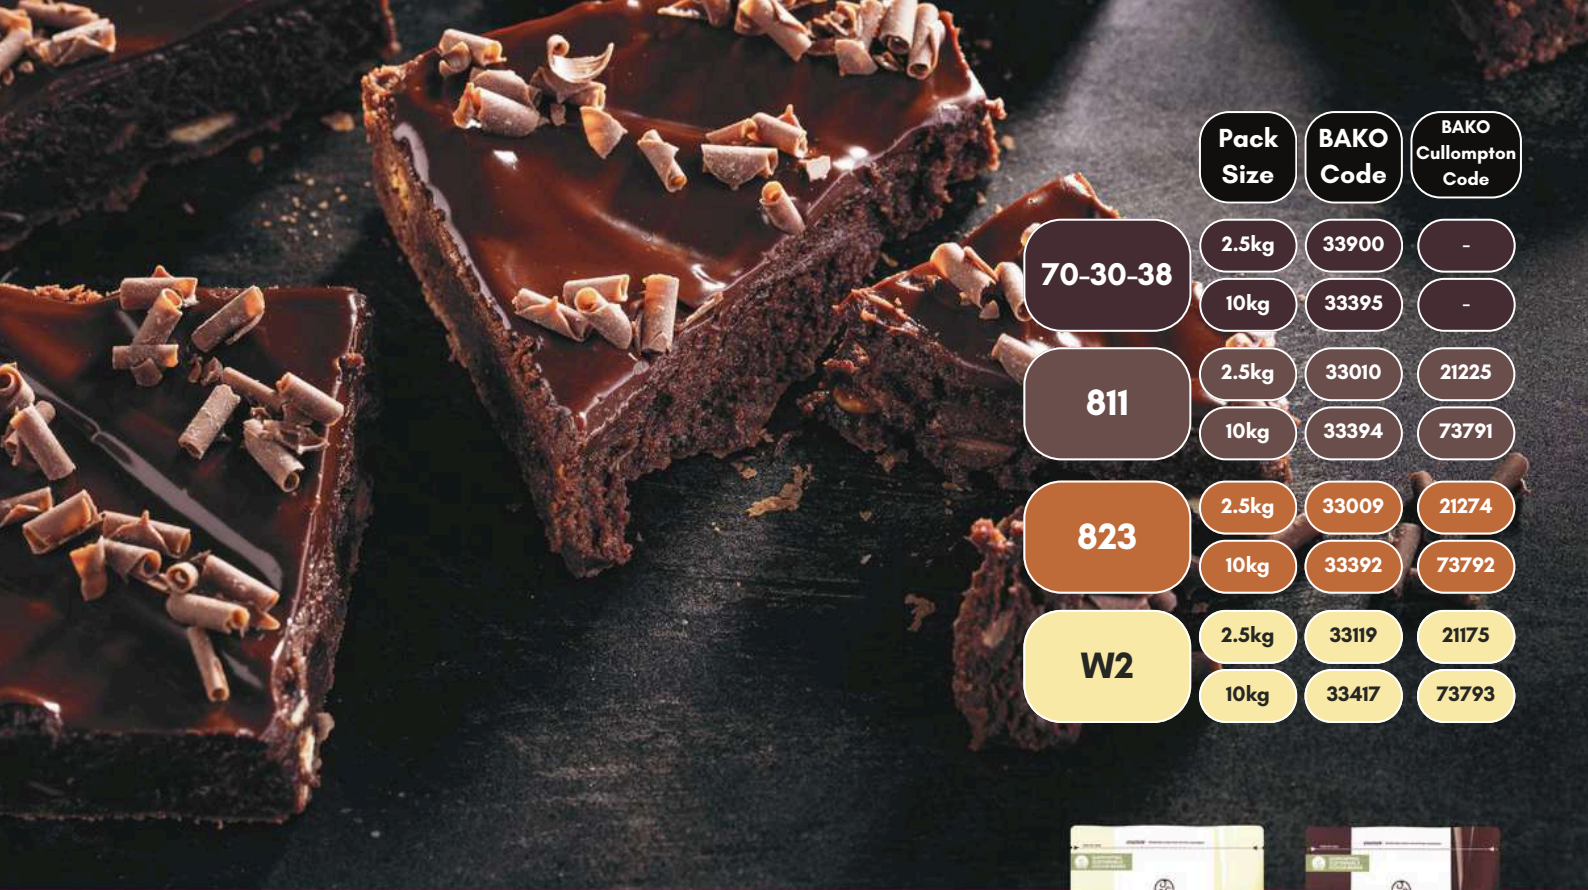 Pack
Size
BAKO
Code
BAKO
Cullompton
Code
70-30-38
2.5kg 33900 -
10kg 33395 -
811
2.5kg 33010 21225
10kg 33394 73791
823
2.5kg 33009 21274
10kg 33392 73792
W2
2.5kg 33119 21175
10kg 33417 73793